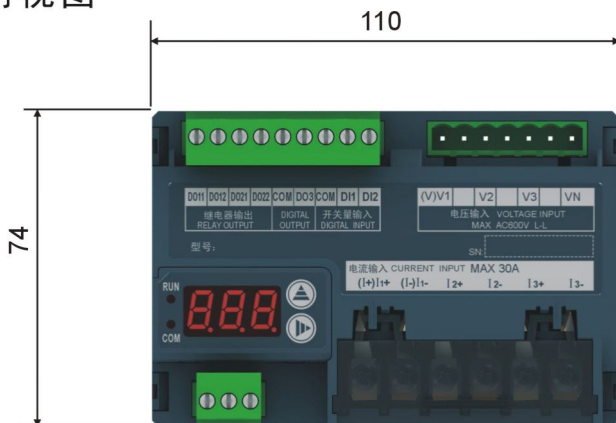 110
74
DO11 DO12 DO21 DO22 COM DO3 COM DI1 DI2
继电器输出 DIGITAL 开关量输入
RELAY OUTPUT OUTPUT DIGITAL INPUT
(V)V1 V2 V3 VN
电压输入 VOLTAGE INPUT
MAX AC600V L-L
型号:
SN:
电流输入 CURRENT INPUT MAX 30A
(I+)I1+ (I-)I1- I2+ I2- I3+ I3-
RUN
8.8.8.
COM